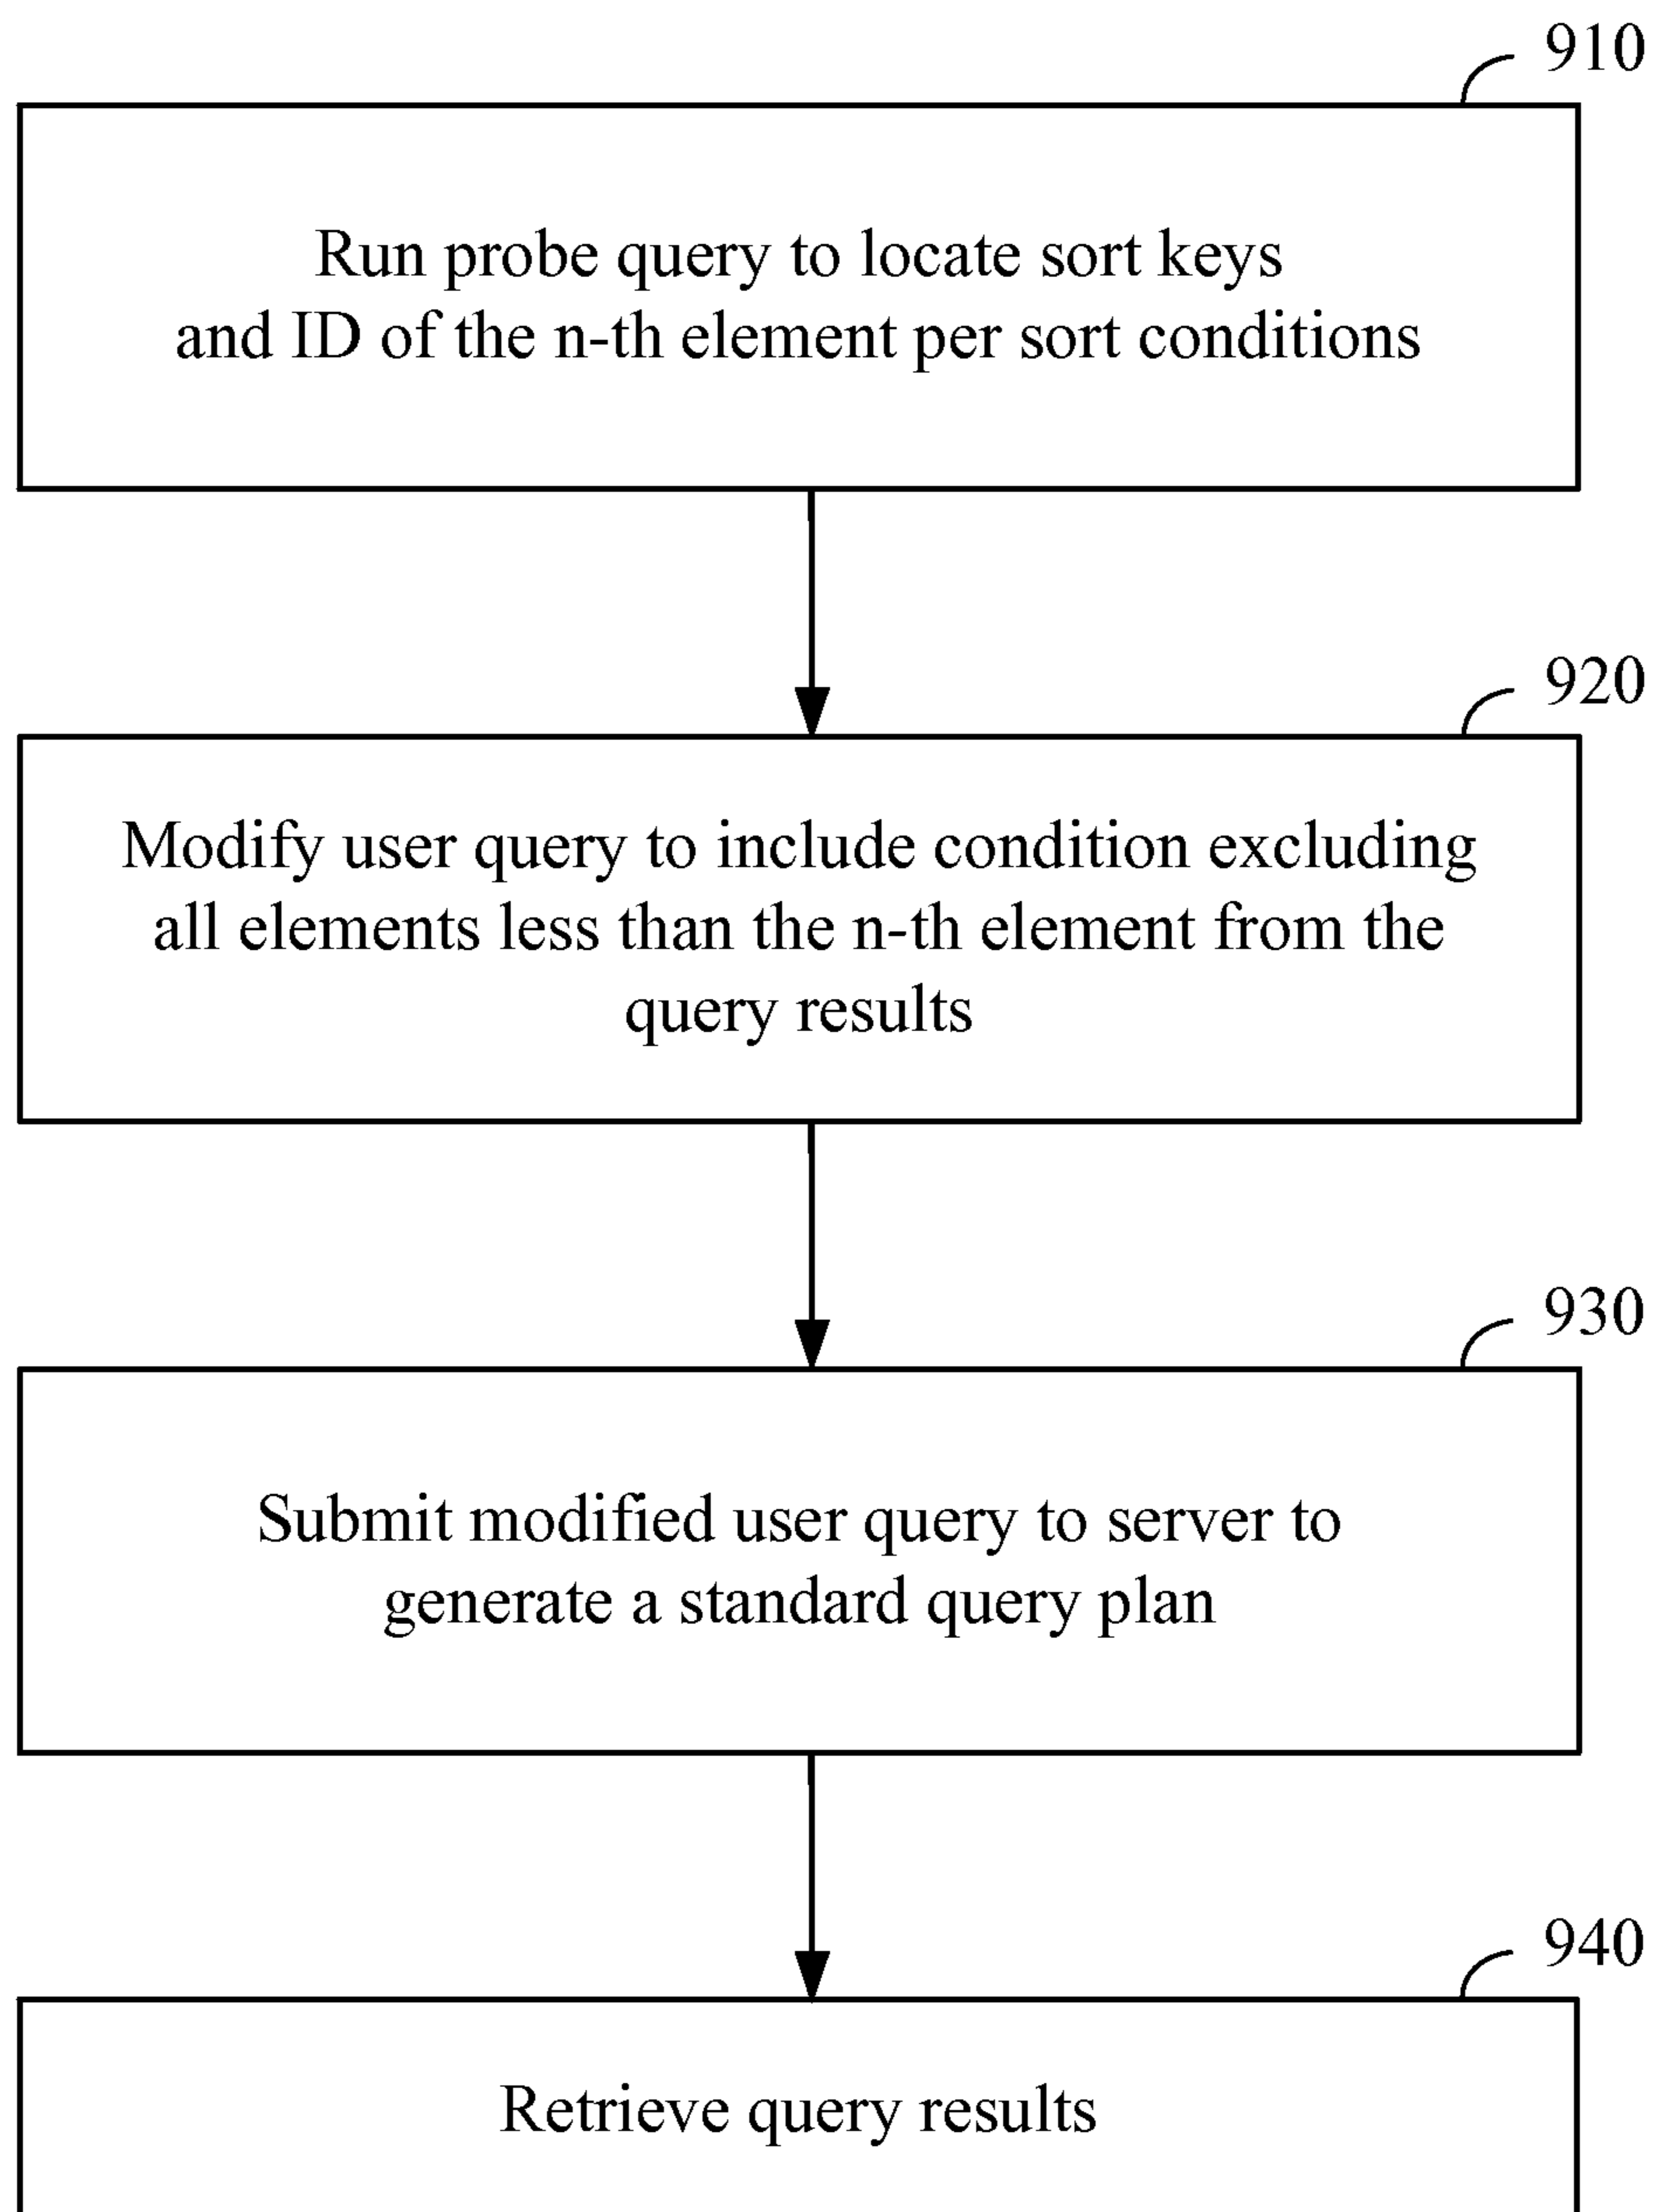 910
Run probe query to locate sort keys
and ID of the n-th element per sort conditions
920
Modify user query to include condition excluding
all elements less than the n-th element from the
query results
930
Submit modified user query to server to
generate a standard query plan
940
Retrieve query results